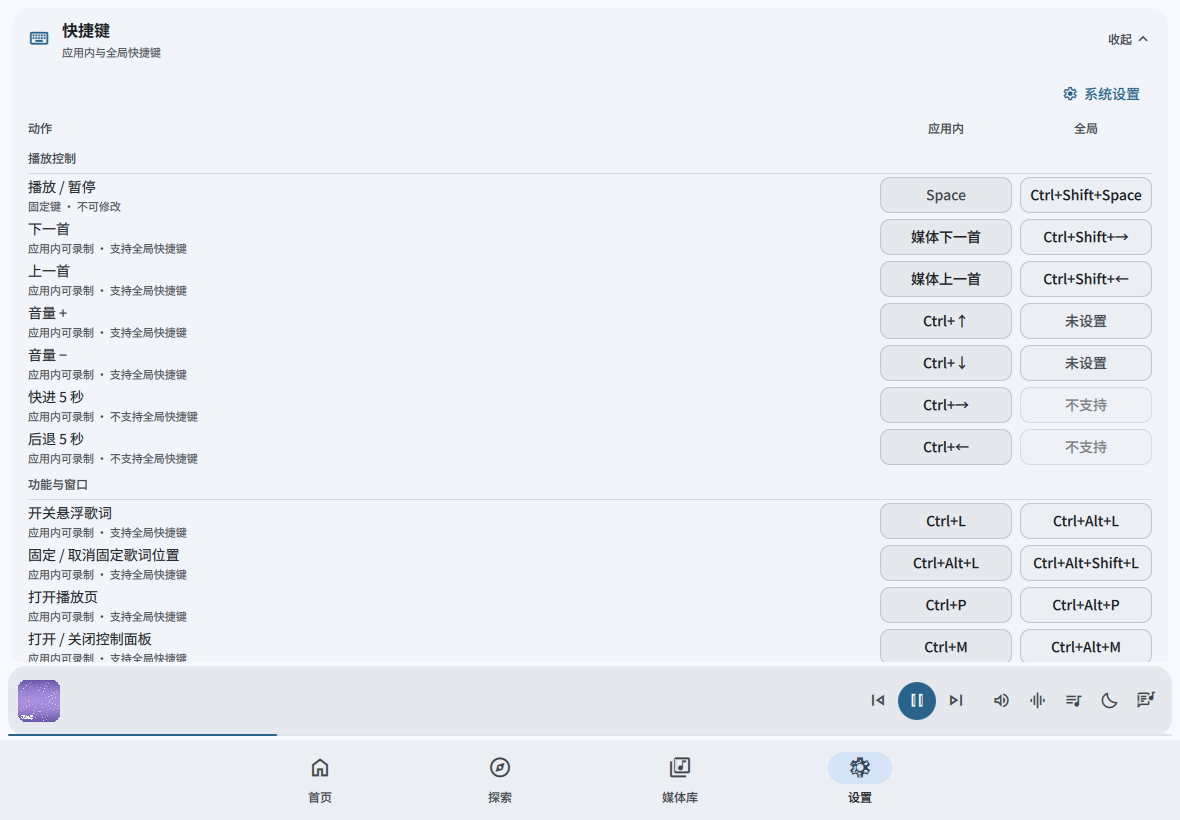 快捷键
应用内与全局快捷键
收起
系统设置
动作 应用内 全局
播放控制
播放 / 暂停
固定键 • 不可修改
Space Ctrl+Shift+Space
下一首
应用内可录制 • 支持全局快捷键
媒体下一首 Ctrl+Shift+→
上一首
应用内可录制 • 支持全局快捷键
媒体上一首 Ctrl+Shift+←
音量 +
应用内可录制 • 支持全局快捷键
Ctrl+↑ 未设置
音量 −
应用内可录制 • 支持全局快捷键
Ctrl+↓ 未设置
快进 5 秒
应用内可录制 • 不支持全局快捷键
Ctrl+→ 不支持
后退 5 秒
应用内可录制 • 不支持全局快捷键
Ctrl+← 不支持
功能与窗口
开关悬浮歌词
应用内可录制 • 支持全局快捷键
Ctrl+L Ctrl+Alt+L
固定 / 取消固定歌词位置
应用内可录制 • 支持全局快捷键
Ctrl+Alt+L Ctrl+Alt+Shift+L
打开播放页
应用内可录制 • 支持全局快捷键
Ctrl+P Ctrl+Alt+P
打开 / 关闭控制面板
应用内可录制 • 支持全局快捷键
Ctrl+M Ctrl+Alt+M
首页 探索 媒体库 设置